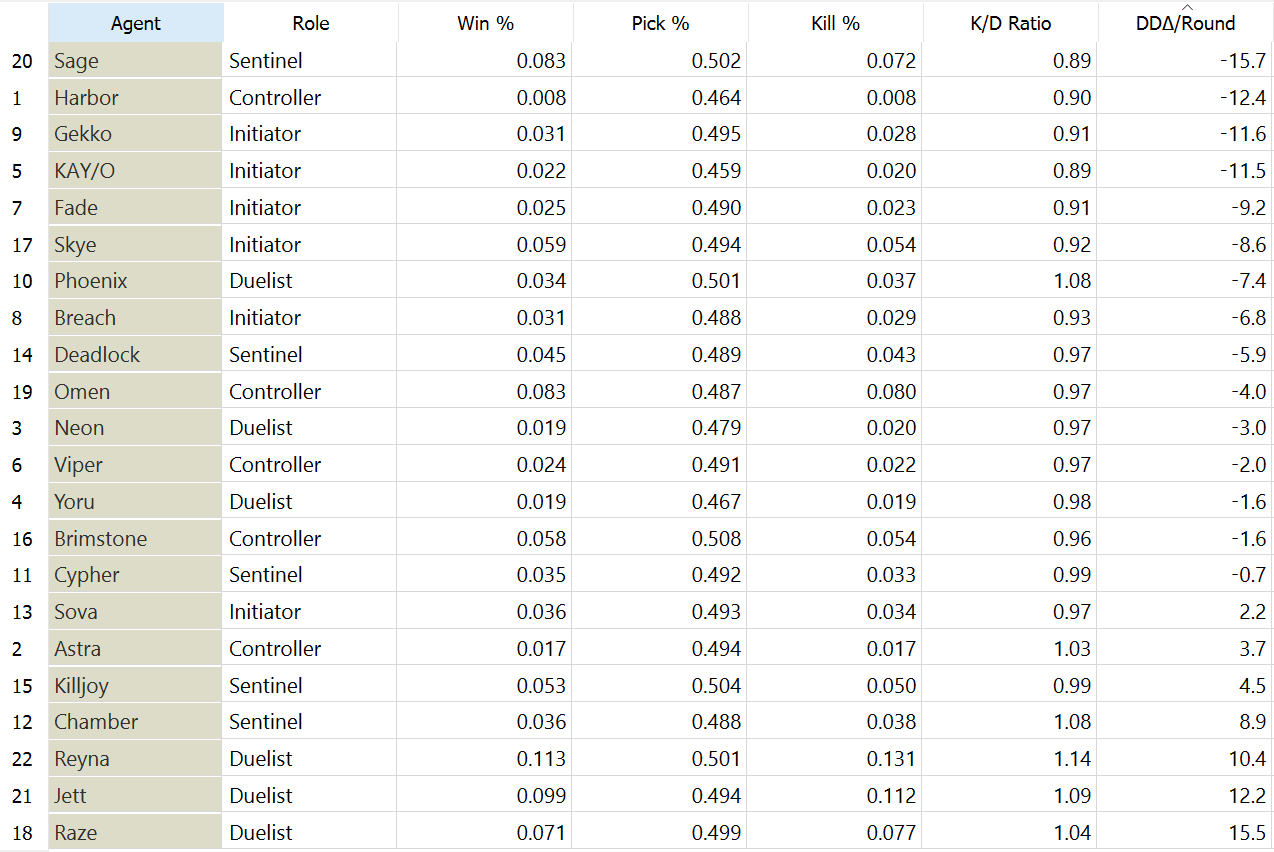 Agent Role Win % Pick % Kill % K/D Ratio DDΔ/Round
20 Sage Sentinel 0.083 0.502 0.072 0.89 -15.7
1 Harbor Controller 0.008 0.464 0.008 0.90 -12.4
9 Gekko Initiator 0.031 0.495 0.028 0.91 -11.6
5 KAY/O Initiator 0.022 0.459 0.020 0.89 -11.5
7 Fade Initiator 0.025 0.490 0.023 0.91 -9.2
17 Skye Initiator 0.059 0.494 0.054 0.92 -8.6
10 Phoenix Duelist 0.034 0.501 0.037 1.08 -7.4
8 Breach Initiator 0.031 0.488 0.029 0.93 -6.8
14 Deadlock Sentinel 0.045 0.489 0.043 0.97 -5.9
19 Omen Controller 0.083 0.487 0.080 0.97 -4.0
3 Neon Duelist 0.019 0.479 0.020 0.97 -3.0
6 Viper Controller 0.024 0.491 0.022 0.97 -2.0
4 Yoru Duelist 0.019 0.467 0.019 0.98 -1.6
16 Brimstone Controller 0.058 0.508 0.054 0.96 -1.6
11 Cypher Sentinel 0.035 0.492 0.033 0.99 -0.7
13 Sova Initiator 0.036 0.493 0.034 0.97 2.2
2 Astra Controller 0.017 0.494 0.017 1.03 3.7
15 Killjoy Sentinel 0.053 0.504 0.050 0.99 4.5
12 Chamber Sentinel 0.036 0.488 0.038 1.08 8.9
22 Reyna Duelist 0.113 0.501 0.131 1.14 10.4
21 Jett Duelist 0.099 0.494 0.112 1.09 12.2
18 Raze Duelist 0.071 0.499 0.077 1.04 15.5